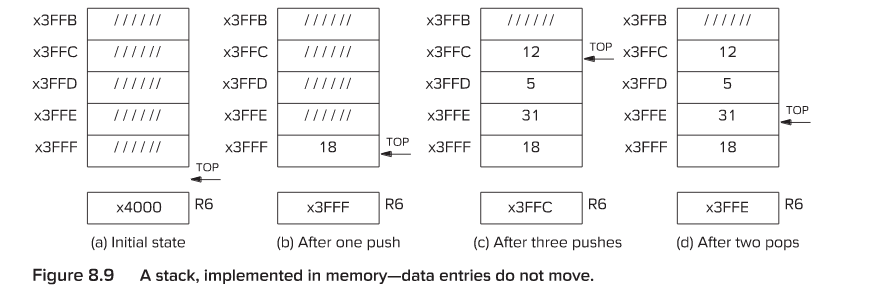 x3FFB ////// x3FFB ////// x3FFB ////// x3FFB //////
x3FFC ////// x3FFC ////// x3FFC 12 TOP x3FFC 12
x3FFD ////// x3FFD ////// x3FFD 5 x3FFD 5
x3FFE ////// x3FFE ////// x3FFE 31 x3FFE 31 TOP
x3FFF ////// x3FFF 18 TOP x3FFF 18 x3FFF 18
TOP
x4000 R6 x3FFF R6 x3FFC R6 x3FFE R6
(a) Initial state (b) After one push (c) After three pushes (d) After two pops
Figure 8.9 A stack, implemented in memory—data entries do not move.